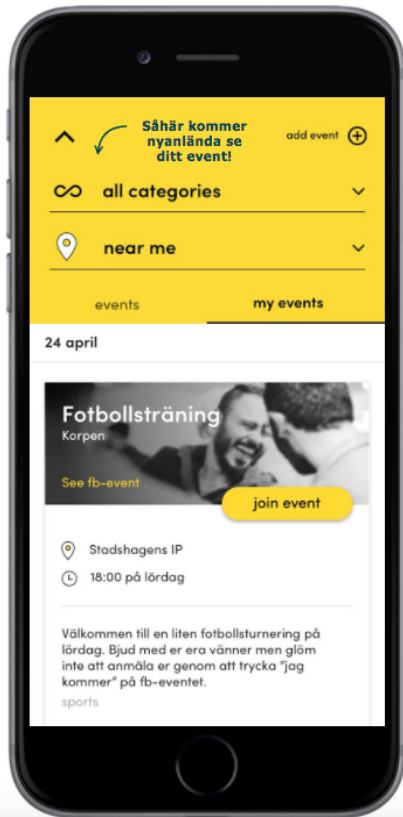 Såhär kommer
nyanlända se
ditt event!
add event
all categories
near me
events
my events
24 april
Fotbollsträning
Korpen
See fb-event
join event
Stadshagens IP
18:00 på lördag
Välkommen till en liten fotbollsturnering på
lördag. Bjud med er era vänner men glöm
inte att anmäla er genom att trycka "jag
kommer" på fb-eventet.
sports